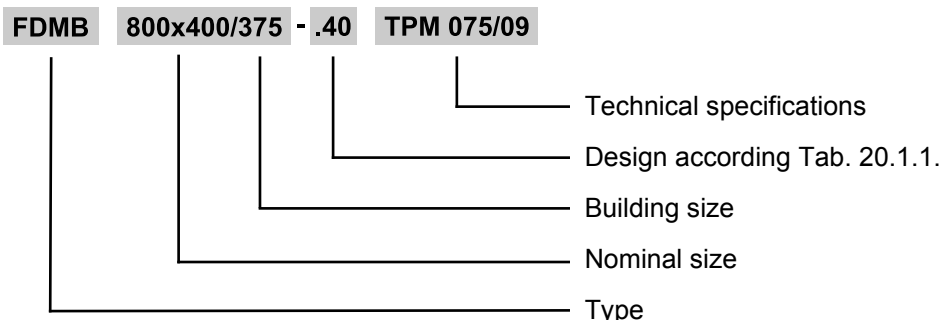 FDMB 800x400/375 - .40 TPM 075/09
Technical specifications
Design according Tab. 20.1.1.
Building size
Nominal size
Type